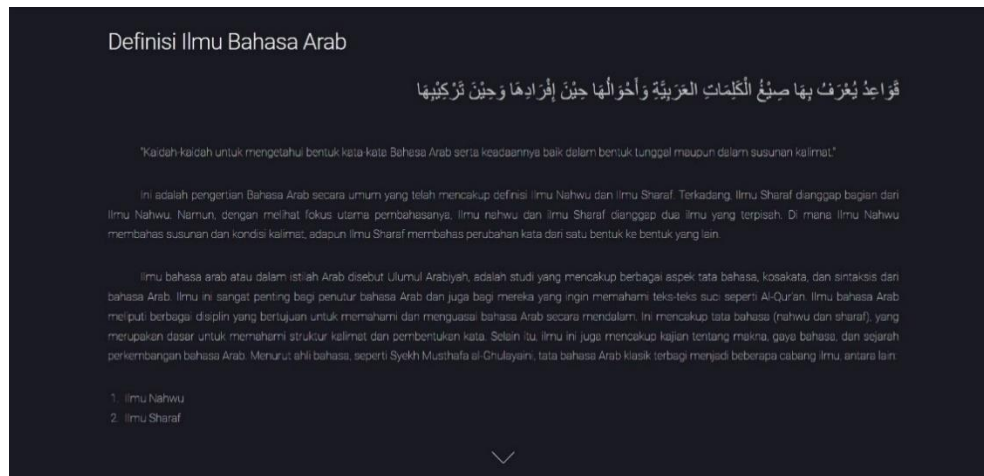 Definisi Ilmu Bahasa Arab
قَوَاعِدُ يُعْرَفُ بِهَا صِيْغُ الْكَلِمَاتِ العَرَبِيَّةِ وَأَحْوَالُهَا حِيْنَ إِفْرَادِهَا وَحِيْنَ تَرْكِيْبِهَا
"Kaidah-kaidah untuk mengetahui bentuk kata-kata Bahasa Arab serta keadaannya baik dalam bentuk tunggal maupun dalam susunan kalimat."
Ini adalah pengertian Bahasa Arab secara umum yang telah mencakup definisi Ilmu Nahwu dan Ilmu Sharaf. Terkadang, Ilmu Sharaf dianggap bagian dari
Ilmu Nahwu. Namun, dengan melihat fokus utama pembahasanya, Ilmu nahwu dan ilmu Sharaf dianggap dua ilmu yang terpisah. Di mana Ilmu Nahwu
membahas susunan dan kondisi kalimat, adapun Ilmu Sharaf membahas perubahan kata dari satu bentuk ke bentuk yang lain.
Ilmu bahasa arab atau dalam istilah Arab disebut Ulumul Arabiyah, adalah studi yang mencakup berbagai aspek tata bahasa, kosakata, dan sintaksis dari
bahasa Arab. Ilmu ini sangat penting bagi penutur bahasa Arab dan juga bagi mereka yang ingin memahami teks-teks suci seperti Al-Qur'an. Ilmu bahasa Arab
meliputi berbagai disiplin yang bertujuan untuk memahami dan menguasai bahasa Arab secara mendalam. Ini mencakup tata bahasa (nahwu dan sharaf), yang
merupakan dasar untuk memahami struktur kalimat dan pembentukan kata. Selain itu, ilmu ini juga mencakup kajian tentang makna, gaya bahasa, dan sejarah
perkembangan bahasa Arab. Menurut ahli bahasa, seperti Syekh Musthafa al-Ghulayaini, tata bahasa Arab klasik terbagi menjadi beberapa cabang ilmu, antara lain:
1. Ilmu Nahwu
2. Ilmu Sharaf